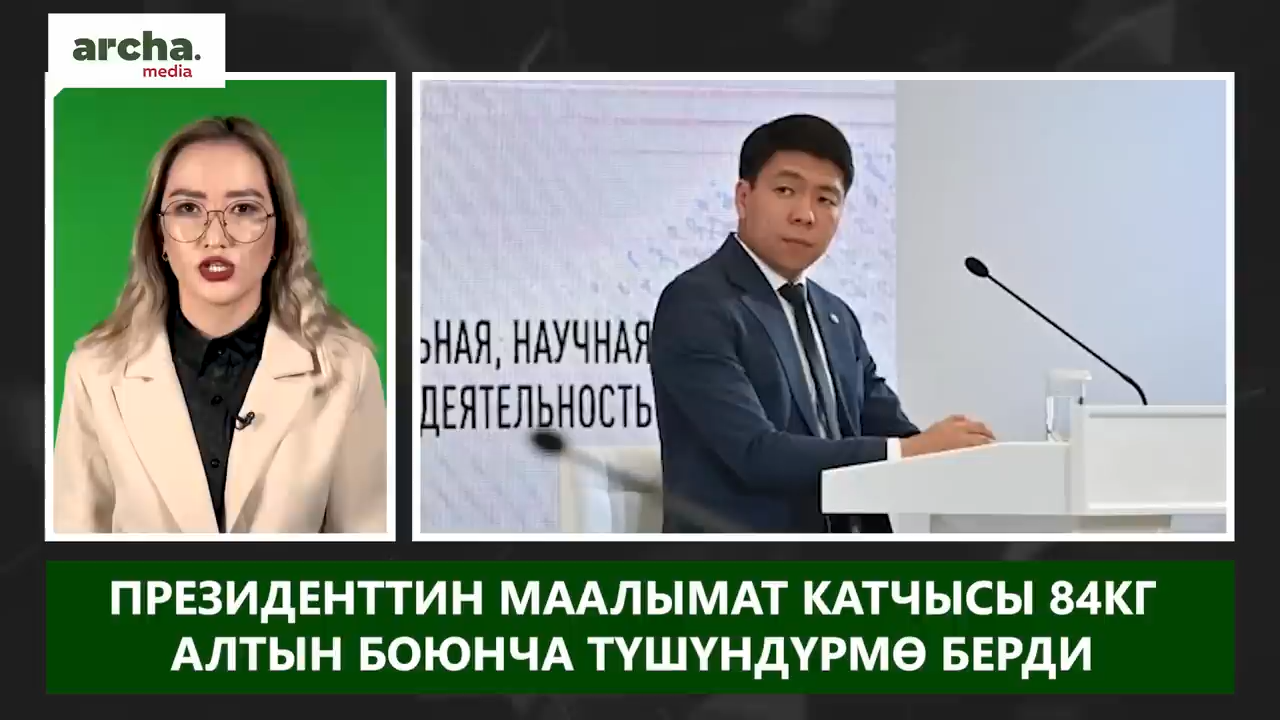 archa.
media
ЬНАЯ, НАУЧНАЯ
ДЕЯТЕЛЬНОСТЬ
ПРЕЗИДЕНТТИН МААЛЫМАТ КАТЧЫСЫ 84КГ
АЛТЫН БОЮНЧА ТҮШҮНДҮРМӨ БЕРДИ